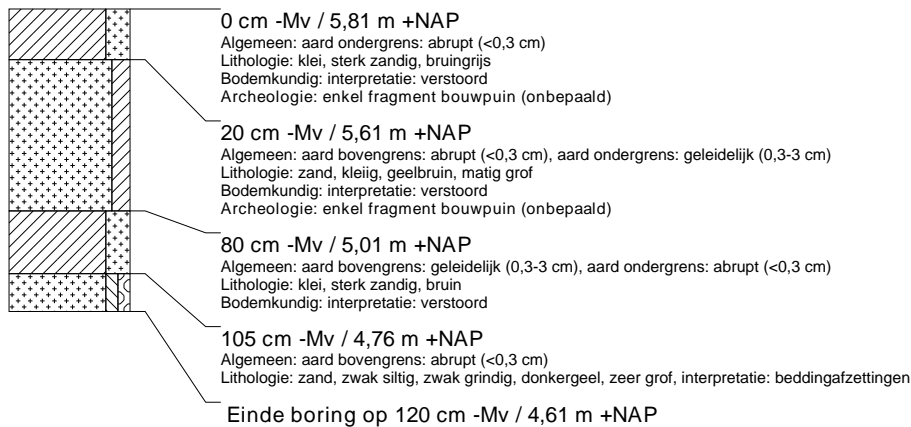 0 cm -Mv / 5,81 m +NAP
Algemeen: aard ondergrens: abrupt (<0,3 cm)
Lithologie: klei, sterk zandig, bruingrijs
Bodemkundig: interpretatie: verstoord
Archeologie: enkel fragment bouwpuin (onbepaald)
20 cm -Mv / 5,61 m +NAP
Algemeen: aard bovengrens: abrupt (<0,3 cm), aard ondergrens: geleidelijk (0,3-3 cm)
Lithologie: zand, kleiig, geelbruin, matig grof
Bodemkundig: interpretatie: verstoord
Archeologie: enkel fragment bouwpuin (onbepaald)
80 cm -Mv / 5,01 m +NAP
Algemeen: aard bovengrens: geleidelijk (0,3-3 cm), aard ondergrens: abrupt (<0,3 cm)
Lithologie: klei, sterk zandig, bruin
Bodemkundig: interpretatie: verstoord
105 cm -Mv / 4,76 m +NAP
Algemeen: aard bovengrens: abrupt (<0,3 cm)
Lithologie: zand, zwak siltig, zwak grindig, donkergeel, zeer grof, interpretatie: beddingafzettingen
Einde boring op 120 cm -Mv / 4,61 m +NAP